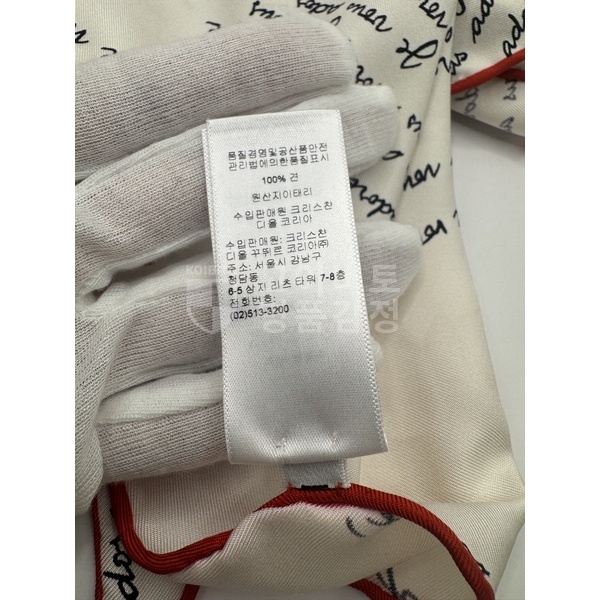 품질경영및공산품안전
관리법에의한품질표시
100% 견
원산지이태리
수입판매원 크리스챤
디올 코리아
수입판매원: 크리스챤
디올 꾸뛰르 코리아㈜
주소: 서울시 강남구
청담동
6-5 상지 리츠 타워 7-8층
전화번호:
(02)513-3200